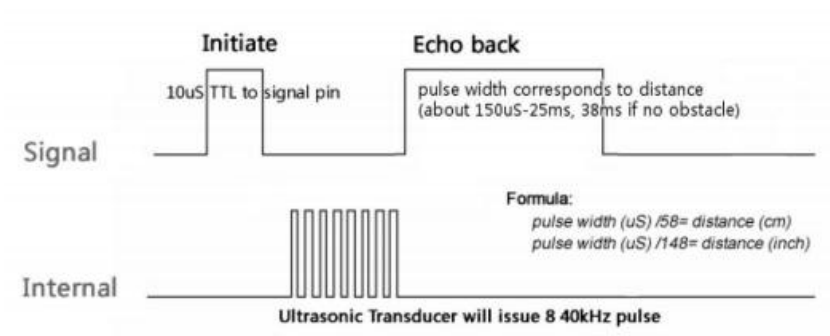 Initiate
Echo back
10uS TTL to signal pin
pulse width corresponds to distance
(about 150uS-25ms, 38ms if no obstacle)
Signal
Formula:
pulse width (uS) /58= distance (cm)
pulse width (uS) /148= distance (inch)
Internal
Ultrasonic Transducer will issue 8 40kHz pulse